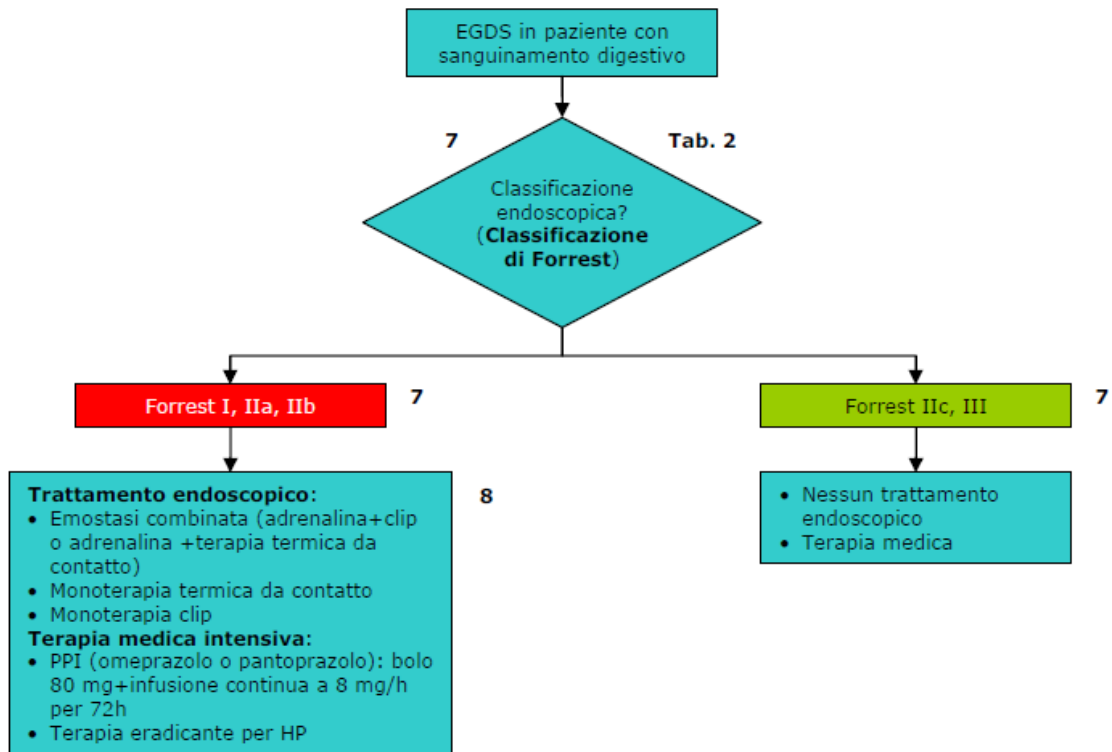 EGDS in paziente con
sanguinamento digestivo
7
Tab. 2
Classificazione
endoscopica?
(Classificazione
di Forrest)
Forrest I, IIa, IIb
7
Forrest IIc, III
7
Trattamento endoscopico:
• Emostasi combinata (adrenalina+clip
o adrenalina +terapia termica da
contatto)
• Monoterapia termica da contatto
• Monoterapia clip
Terapia medica intensiva:
• PPI (omeprazolo o pantoprazolo): bolo
80 mg+infusione continua a 8 mg/h
per 72h
• Terapia eradicante per HP
8
• Nessun trattamento
endoscopico
• Terapia medica